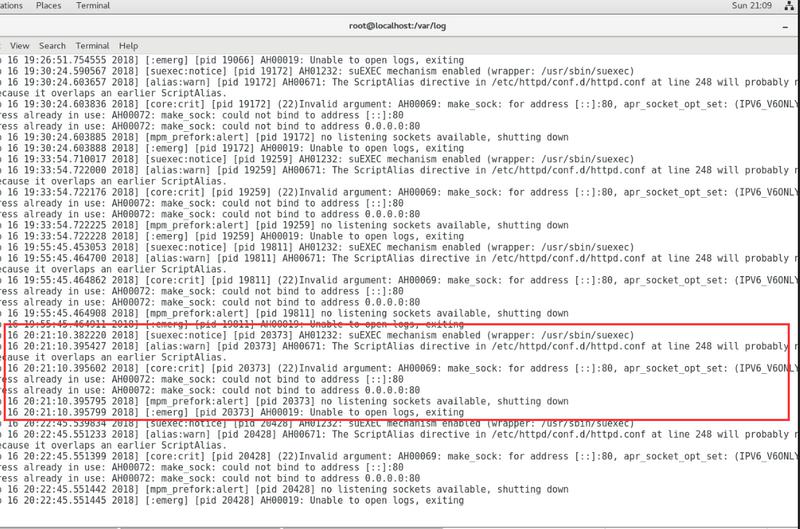 ations Places Terminal Sun 21:09
root@localhost:/var/log
View Search Terminal Help
16 19:26:51.754555 2018] [:emerg] [pid 19066] AH00019: Unable to open logs, exiting
16 19:30:24.590567 2018] [suexec:notice] [pid 19172] AH01232: suEXEC mechanism enabled (wrapper: /usr/sbin/suexec)
16 19:30:24.603657 2018] [alias:warn] [pid 19172] AH00671: The ScriptAlias directive in /etc/httpd/conf.d/httpd.conf at line 248 will probably n
ecause it overlaps an earlier ScriptAlias.
16 19:30:24.603836 2018] [core:crit] [pid 19172] (22)Invalid argument: AH00069: make_sock: for address [::]:80, apr_socket_opt_set: (IPV6_V6ONLY
ress already in use: AH00072: make_sock: could not bind to address [::]:80
ress already in use: AH00072: make_sock: could not bind to address 0.0.0.0:80
16 19:30:24.603885 2018] [mpm_prefork:alert] [pid 19172] no listening sockets available, shutting down
16 19:30:24.603888 2018] [:emerg] [pid 19172] AH00019: Unable to open logs, exiting
16 19:33:54.710017 2018] [suexec:notice] [pid 19259] AH01232: suEXEC mechanism enabled (wrapper: /usr/sbin/suexec)
16 19:33:54.722000 2018] [alias:warn] [pid 19259] AH00671: The ScriptAlias directive in /etc/httpd/conf.d/httpd.conf at line 248 will probably n
ecause it overlaps an earlier ScriptAlias.
16 19:33:54.722176 2018] [core:crit] [pid 19259] (22)Invalid argument: AH00069: make_sock: for address [::]:80, apr_socket_opt_set: (IPV6_V6ONLY
ress already in use: AH00072: make_sock: could not bind to address [::]:80
ress already in use: AH00072: make_sock: could not bind to address 0.0.0.0:80
16 19:33:54.722225 2018] [mpm_prefork:alert] [pid 19259] no listening sockets available, shutting down
16 19:33:54.722228 2018] [:emerg] [pid 19259] AH00019: Unable to open logs, exiting
16 19:55:45.453053 2018] [suexec:notice] [pid 19811] AH01232: suEXEC mechanism enabled (wrapper: /usr/sbin/suexec)
16 19:55:45.464700 2018] [alias:warn] [pid 19811] AH00671: The ScriptAlias directive in /etc/httpd/conf.d/httpd.conf at line 248 will probably n
ecause it overlaps an earlier ScriptAlias.
16 19:55:45.464862 2018] [core:crit] [pid 19811] (22)Invalid argument: AH00069: make_sock: for address [::]:80, apr_socket_opt_set: (IPV6_V6ONLY
ress already in use: AH00072: make_sock: could not bind to address [::]:80
ress already in use: AH00072: make_sock: could not bind to address 0.0.0.0:80
16 19:55:45.464908 2018] [mpm_prefork:alert] [pid 19811] no listening sockets available, shutting down
16 19:55:45.464911 2018] [:emerg] [pid 19811] AH00019: Unable to open logs, exiting
16 20:21:10.382220 2018] [suexec:notice] [pid 20373] AH01232: suEXEC mechanism enabled (wrapper: /usr/sbin/suexec)
16 20:21:10.395427 2018] [alias:warn] [pid 20373] AH00671: The ScriptAlias directive in /etc/httpd/conf.d/httpd.conf at line 248 will probably n
ecause it overlaps an earlier ScriptAlias.
16 20:21:10.395602 2018] [core:crit] [pid 20373] (22)Invalid argument: AH00069: make_sock: for address [::]:80, apr_socket_opt_set: (IPV6_V6ONLY
ress already in use: AH00072: make_sock: could not bind to address [::]:80
ress already in use: AH00072: make_sock: could not bind to address 0.0.0.0:80
16 20:21:10.395795 2018] [mpm_prefork:alert] [pid 20373] no listening sockets available, shutting down
16 20:21:10.395799 2018] [:emerg] [pid 20373] AH00019: Unable to open logs, exiting
16 20:22:45.539834 2018] [suexec:notice] [pid 20428] AH01232: suEXEC mechanism enabled (wrapper: /usr/sbin/suexec)
16 20:22:45.551233 2018] [alias:warn] [pid 20428] AH00671: The ScriptAlias directive in /etc/httpd/conf.d/httpd.conf at line 248 will probably n
ecause it overlaps an earlier ScriptAlias.
16 20:22:45.551399 2018] [core:crit] [pid 20428] (22)Invalid argument: AH00069: make_sock: for address [::]:80, apr_socket_opt_set: (IPV6_V6ONLY
ress already in use: AH00072: make_sock: could not bind to address [::]:80
ress already in use: AH00072: make_sock: could not bind to address 0.0.0.0:80
16 20:22:45.551442 2018] [mpm_prefork:alert] [pid 20428] no listening sockets available, shutting down
16 20:22:45.551445 2018] [:emerg] [pid 20428] AH00019: Unable to open logs, exiting